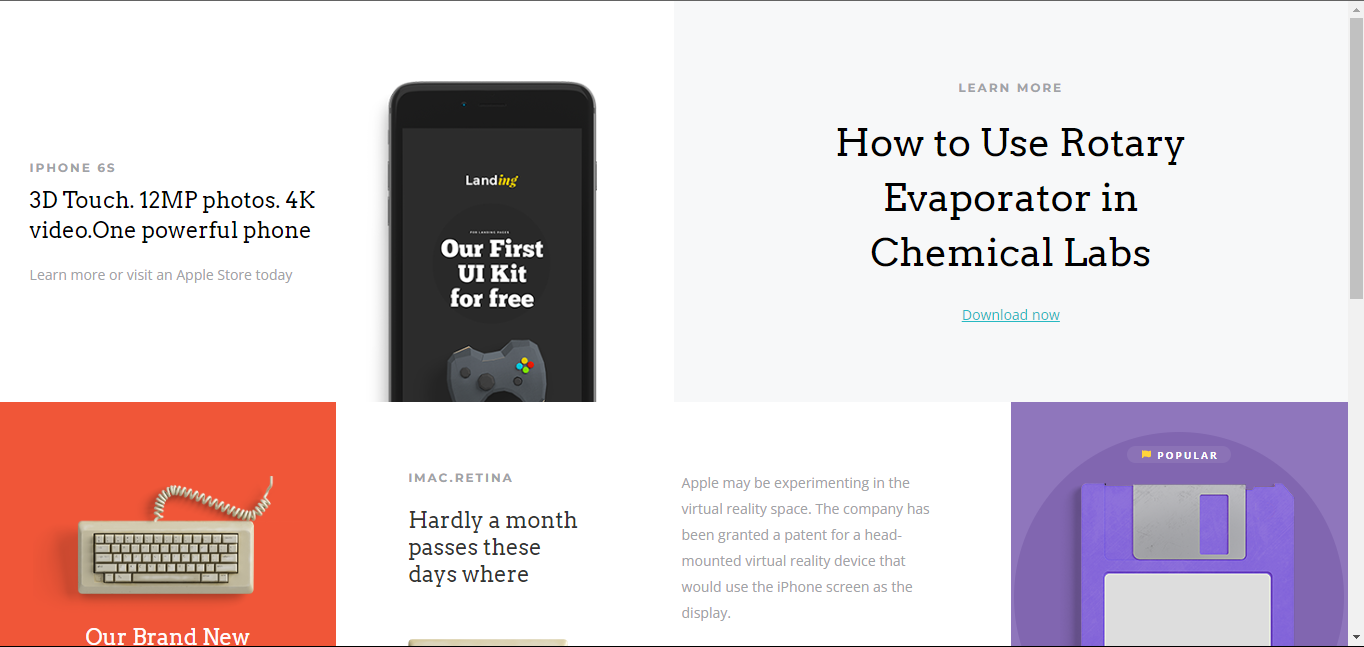 IPHONE 6S
3D Touch. 12MP photos. 4K
video.One powerful phone
Learn more or visit an Apple Store today
Landing
FOR LANDING PAGES
Our First
UI Kit
for free
LEARN MORE
How to Use Rotary
Evaporator in
Chemical Labs
Download now
Our Brand New
IMAC.RETINA
Hardly a month
passes these
days where
Apple may be experimenting in the
virtual reality space. The company has
been granted a patent for a head-
mounted virtual reality device that
would use the iPhone screen as the
display.
POPULAR